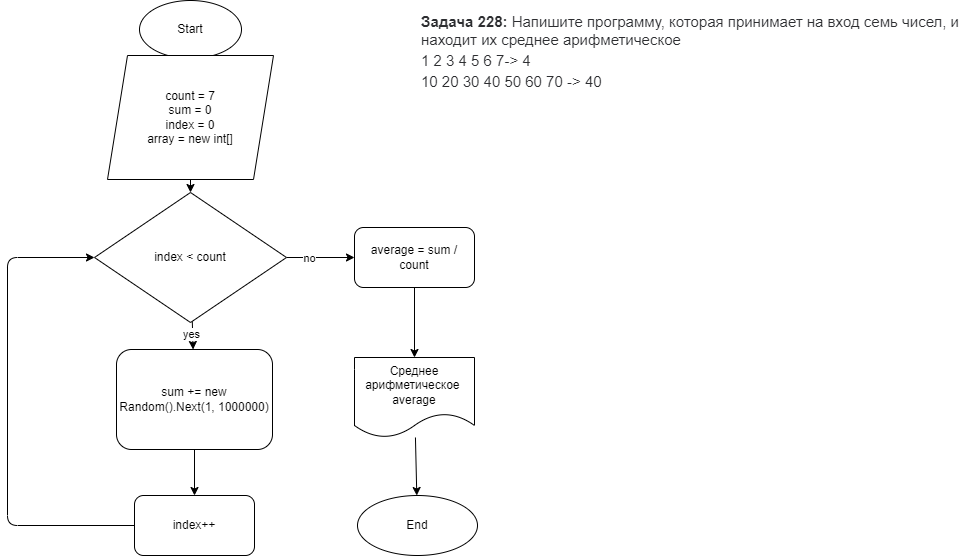 Start
Задача 228: Напишите программу, которая принимает на вход семь чисел, и
находит их среднее арифметическое
1 2 3 4 5 6 7-> 4
10 20 30 40 50 60 70 -> 40
count = 7
sum = 0
index = 0
array = new int[]
index < count
no
average = sum /
count
yes
sum += new
Random().Next(1, 1000000)
Среднее
арифметическое
average
index++
End